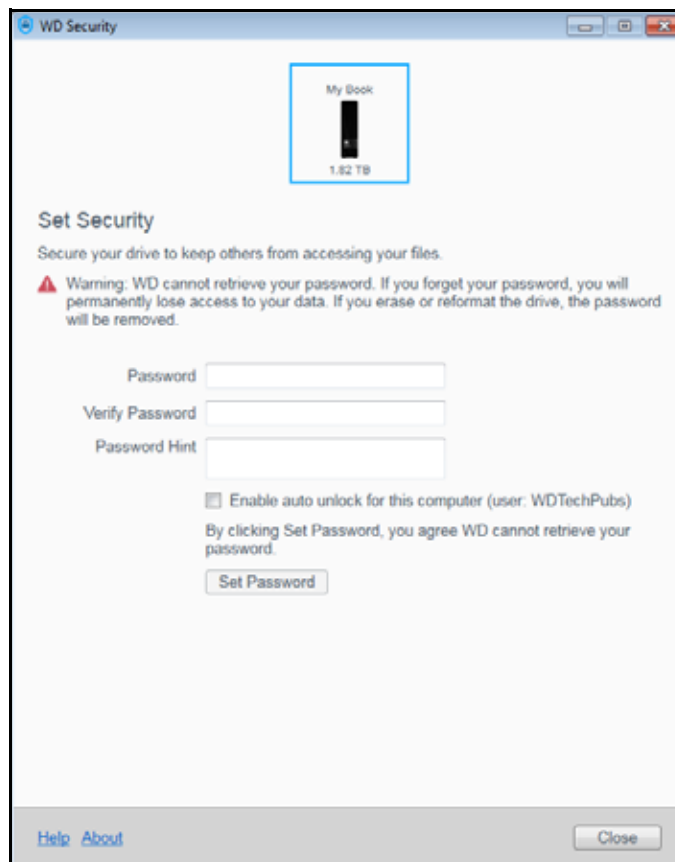 WD Security
My Book
1.82 TB
Set Security
Secure your drive to keep others from accessing your files.
Warning: WD cannot retrieve your password. If you forget your password, you will
permanently lose access to your data. If you erase or reformat the drive, the password
will be removed.
Password
Verify Password
Password Hint
Enable auto unlock for this computer (user: WDTechPubs)
By clicking Set Password, you agree WD cannot retrieve your
password.
Set Password
Help About
Close